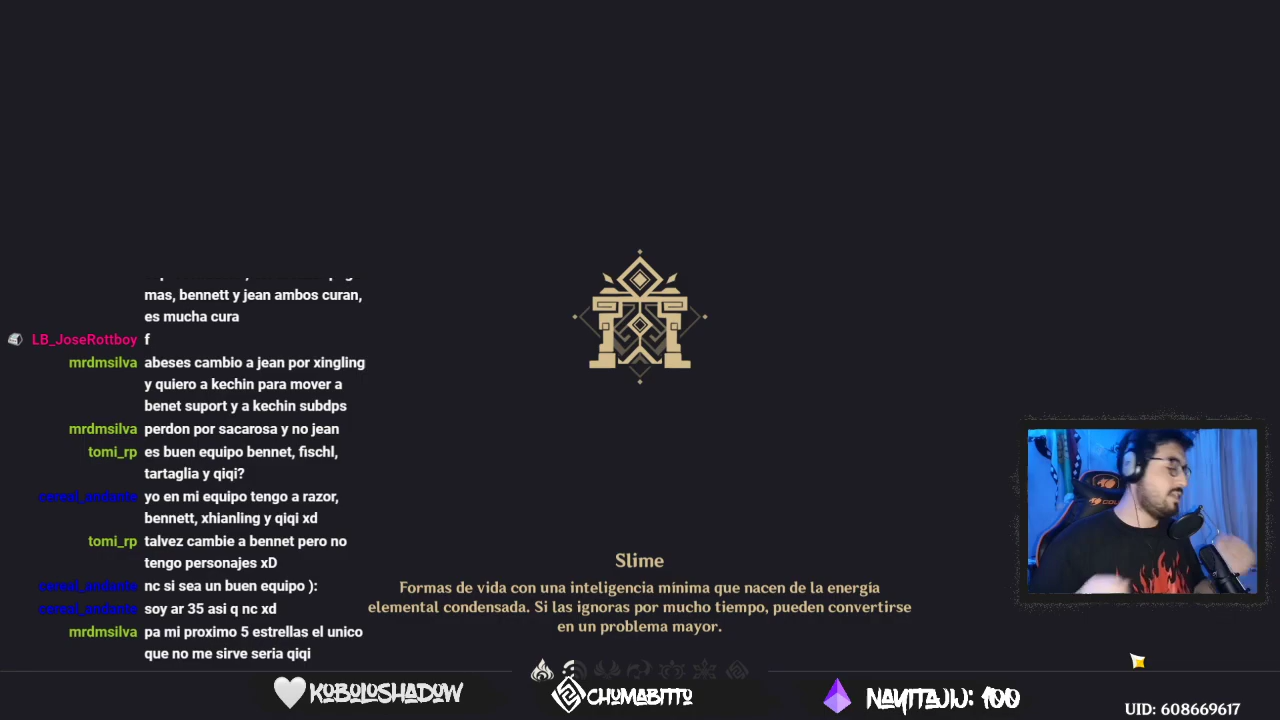 mas, bennett y jean ambos curan,
es mucha cura
LB_JoseRottboy f
mrdmsilva abeses cambio a jean por xingling
y quiero a kechin para mover a
benet suport y a kechin subdps
mrdmsilva perdon por sacarosa y no jean
tomi_rp es buen equipo bennet, fischl,
tartaglia y qiqi?
cereal_andante yo en mi equipo tengo a razor,
bennett, xhianling y qiqi xd
tomi_rp talvez cambie a bennet pero no
tengo personajes xD
cereal_andante nc si sea un buen equipo ):
cereal_andante soy ar 35 asi q nc xd
mrdmsilva pa mi proximo 5 estrellas el unico
que no me sirve seria qiqi
Slime
Formas de vida con una inteligencia mínima que nacen de la energía
elemental condensada. Si las ignoras por mucho tiempo, pueden convertirse
en un problema mayor.
KOBOLOSHADOW
CHUMABITTO
NAYITAJIJ: 100
UID: 608669617